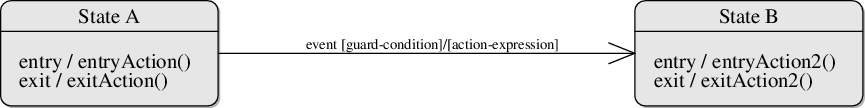 State A
entry / entryAction()
exit / exitAction()
event [guard-condition]/[action-expression]
State B
entry / entryAction2()
exit / exitAction2()